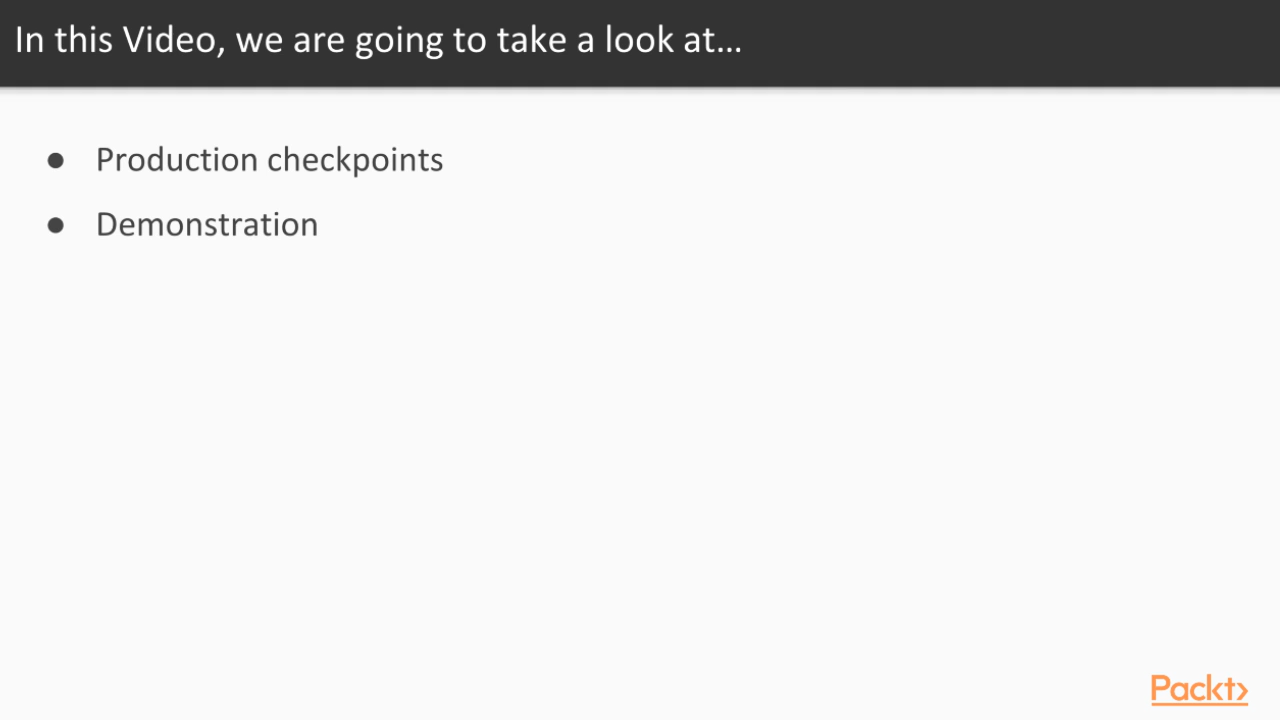 In this Video, we are going to take a look at...
● Production checkpoints
● Demonstration
Packt>